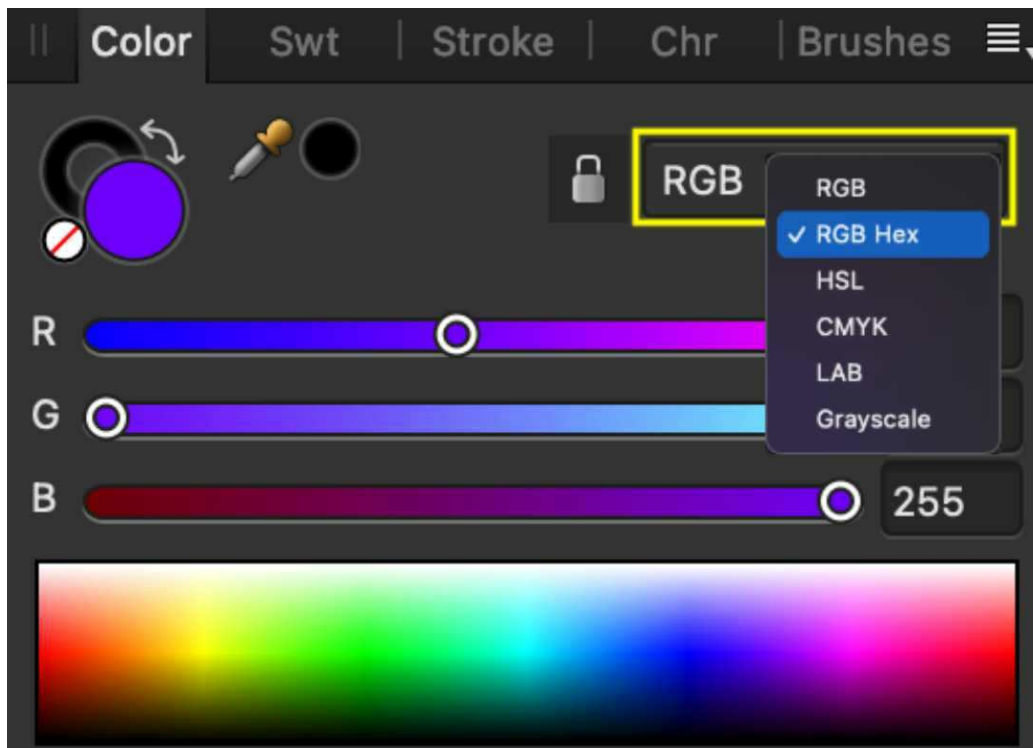 Color Swt Stroke Chr Brushes
RGB
RGB
✓ RGB Hex
HSL
CMYK
LAB
Grayscale
R
G
B 255